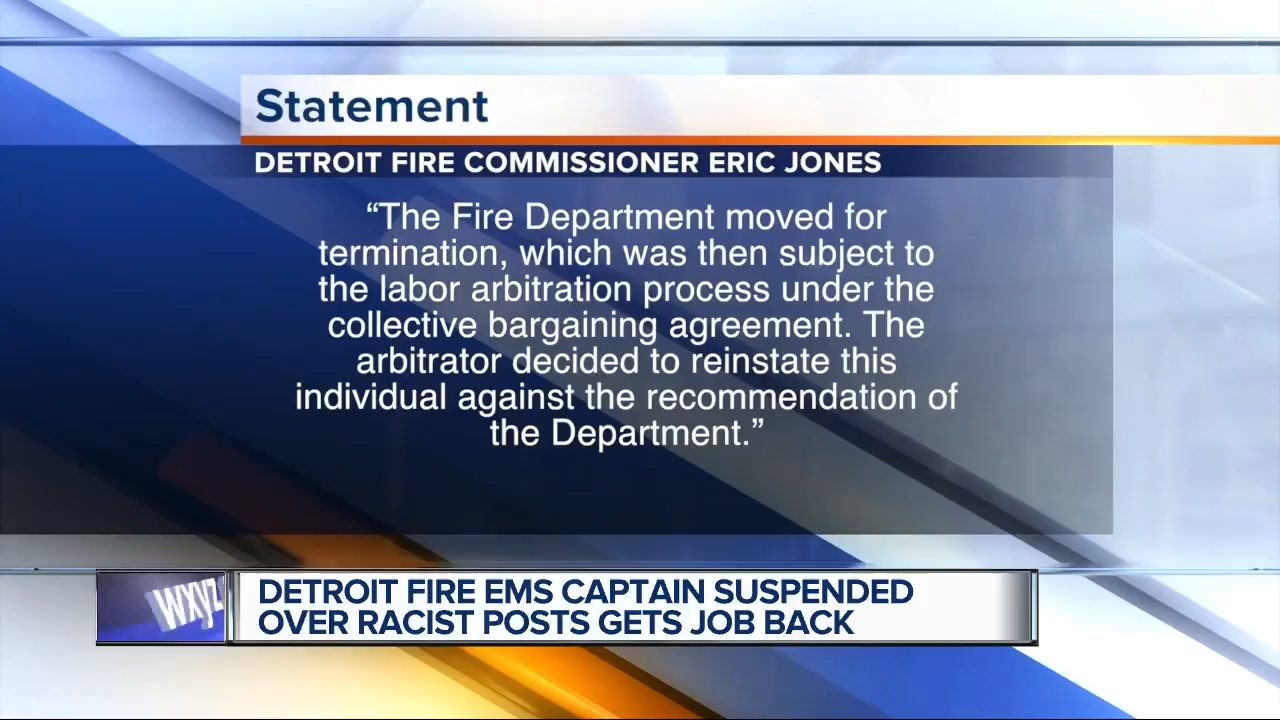 Statement
DETROIT FIRE COMMISSIONER ERIC JONES
“The Fire Department moved for
termination, which was then subject to
the labor arbitration process under the
collective bargaining agreement. The
arbitrator decided to reinstate this
individual against the recommendation of
the Department.”
wxyz
DETROIT FIRE EMS CAPTAIN SUSPENDED
OVER RACIST POSTS GETS JOB BACK